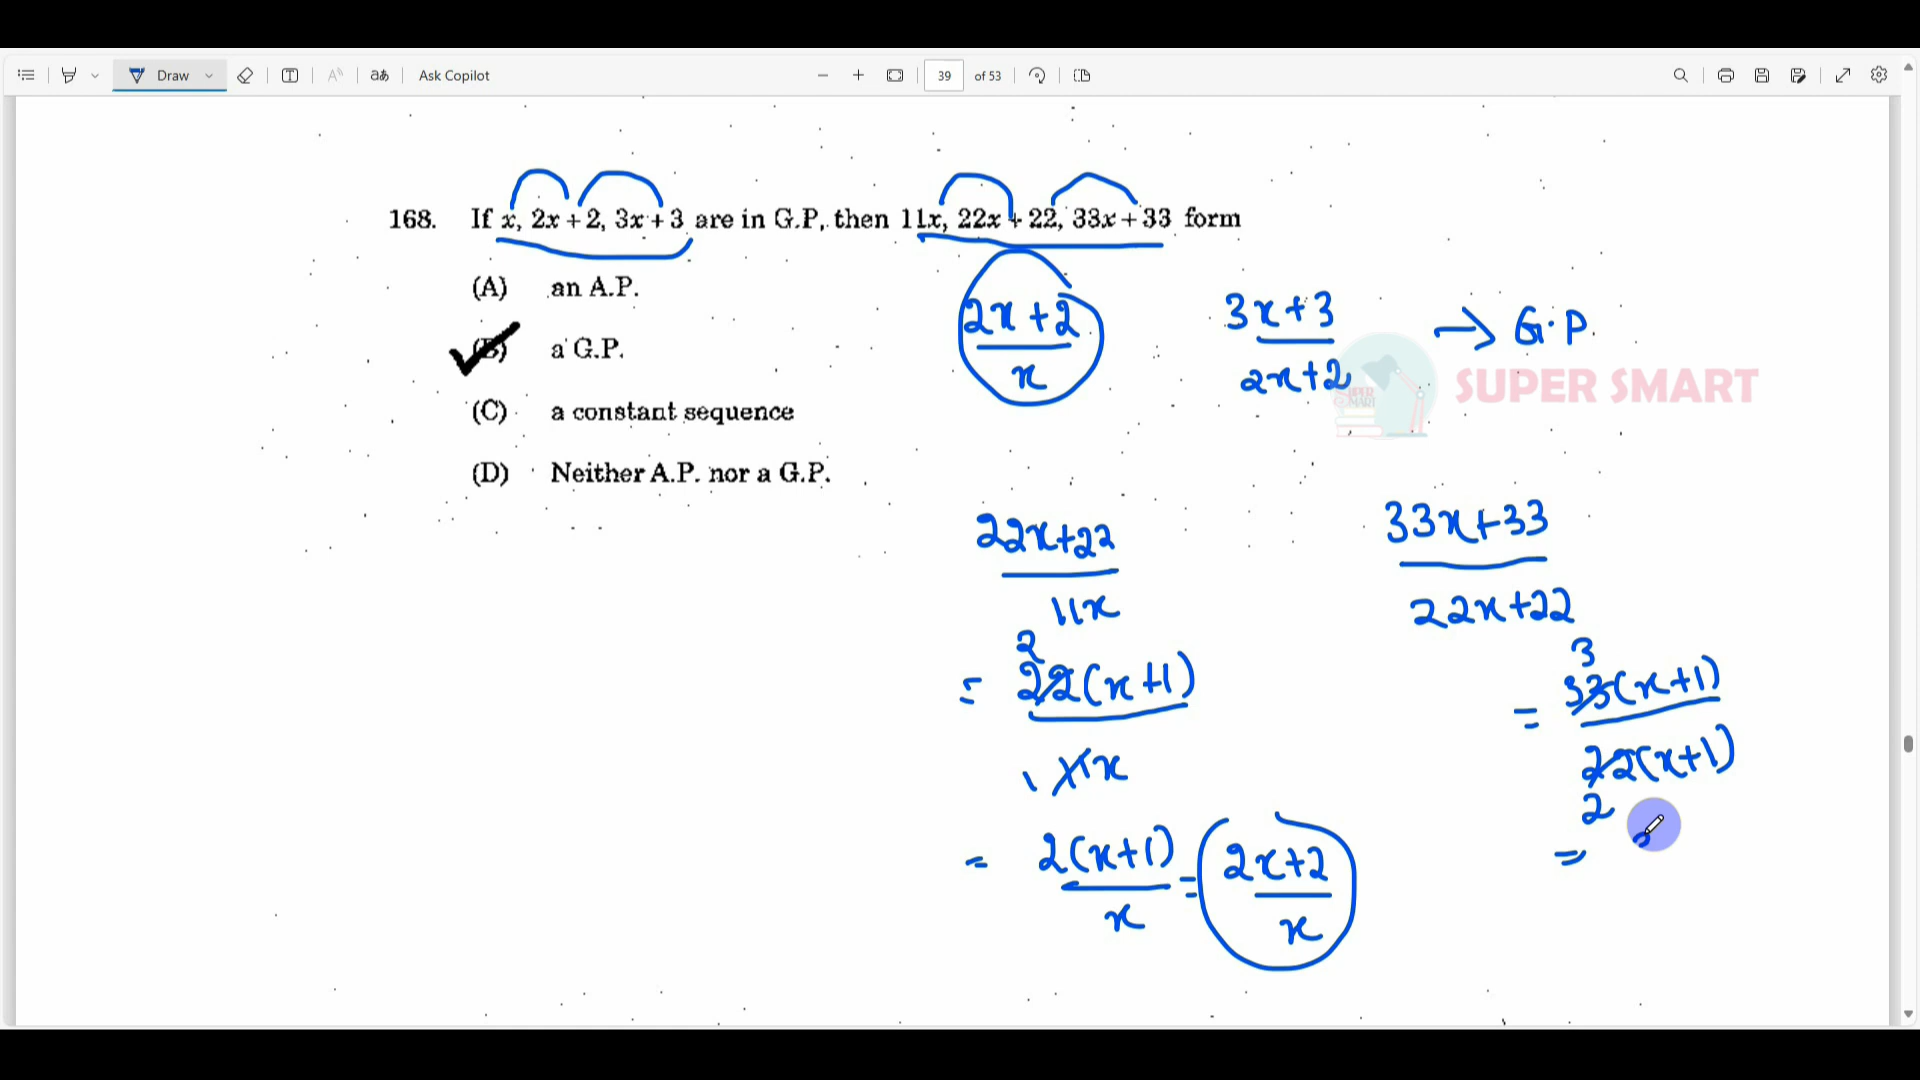 Draw
Ask Copilot
39 of 53
168. If x, 2x + 2, 3x + 3 are in G.P, then 11x, 22x + 22, 33x + 33 form
(A) an A.P.
(B) a G.P.
(C) a constant sequence
(D) Neither A.P. nor a G.P.
2x+2
x
3x+3
2x+2
→ G.P.
SUPER SMART
22x+22
11x
33x+33
22x+22
2
= 22(x+1)
1 11x
3
= 33(x+1)
22(x+1)
2
= 2(x+1) = 2x+2
x x
=